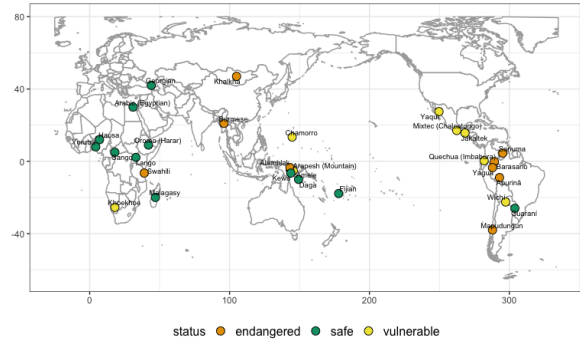 80
40
0
-40
Georgian
Khalkha
Arabic (Egyptian)
Burmese
Chamorro
Yaqui
Mixtec (Chalcatongo)
Jakaltek
Hausa
Yoruba
Oromo (Harar)
Sango
Lango
Swahili
Alamblak
Arapesh (Mountain)
Kewa
Daga
Fijian
Quechua (Imbabura)
Sanuma
Barasano
Yagua
Apurinã
Malagasy
Khoekhoe
Wichí
Guaraní
Mapudungun
0
100
200
300
status endangered safe vulnerable